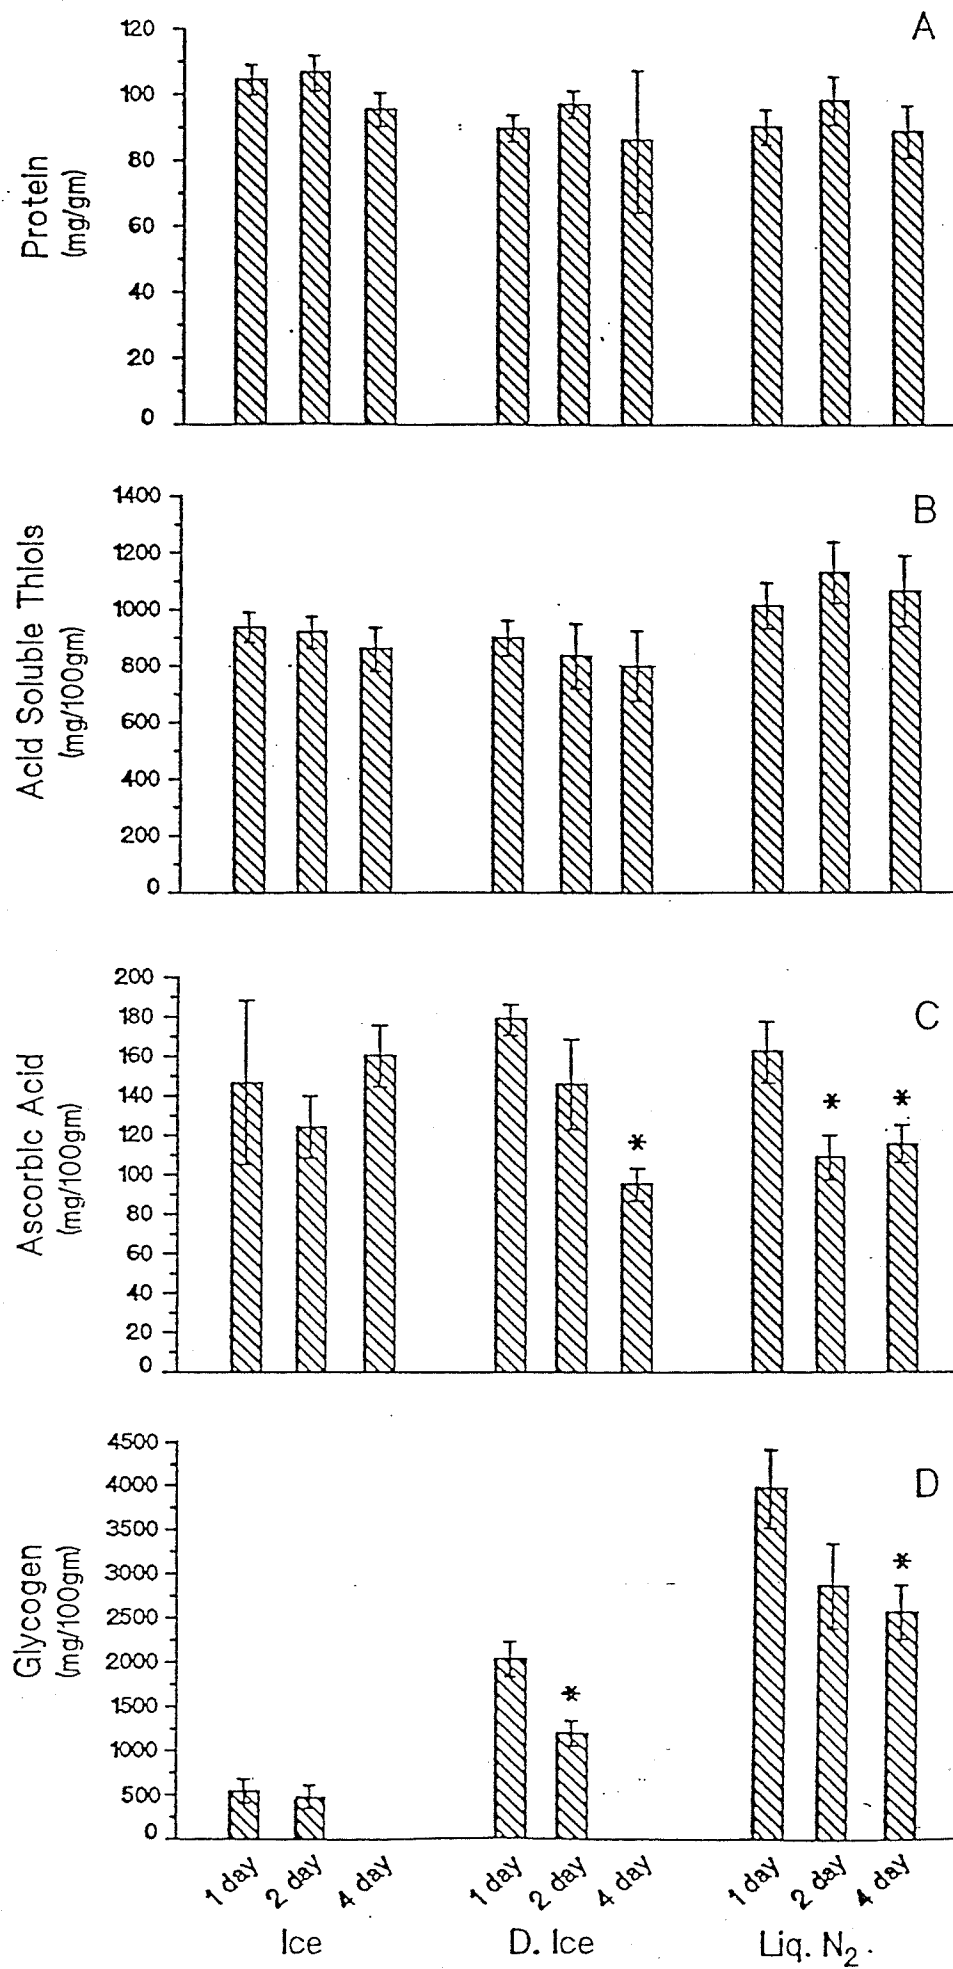 A
Protein
(mg/gm)
120
100
80
60
40
20
0
B
Acid Soluble Thiols
(mg/100gm)
1400
1200
1000
800
600
400
200
0
C
Ascorbic Acid
(mg/100gm)
200
180
160
140
120
100
80
60
40
20
0
*
*
*
D
Glycogen
(mg/100gm)
4500
4000
3500
3000
2500
2000
1500
1000
500
0
*
*
1 day 2 day 4 day 1 day 2 day 4 day 1 day 2 day 4 day
Ice D. Ice Liq. N2